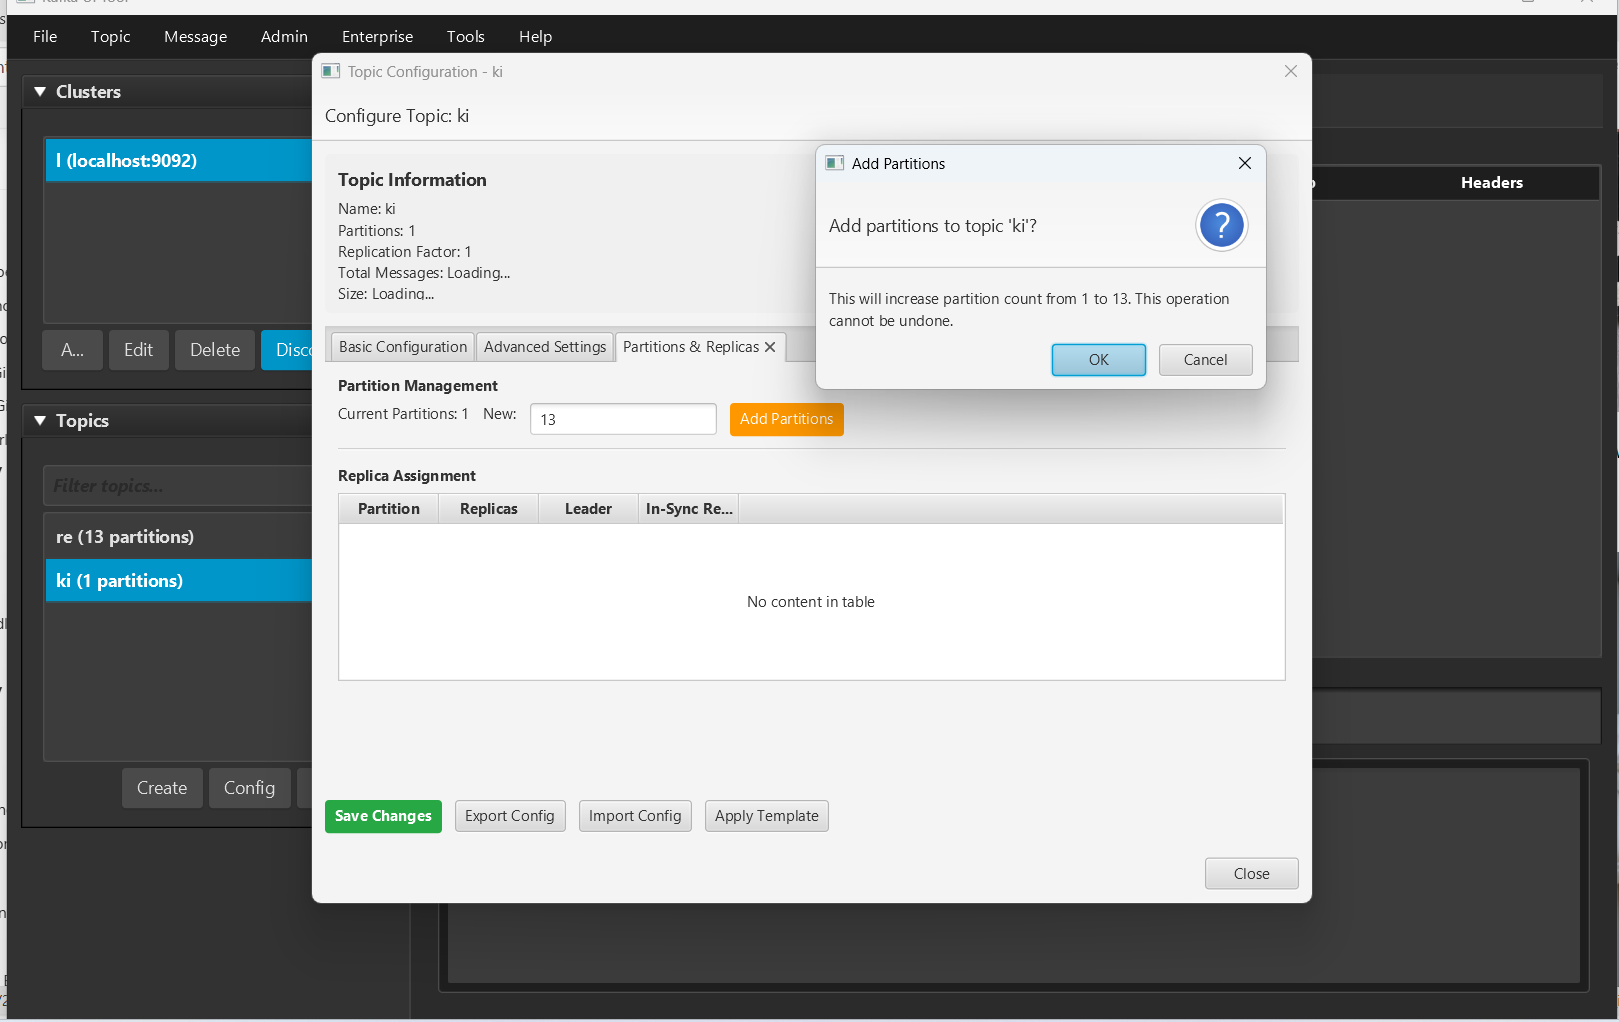 File Topic Message Admin Enterprise Tools Help
Clusters
l (localhost:9092)
A... Edit Delete
Topics
Filter topics...
re (13 partitions)
ki (1 partitions)
Create Config
Topic Configuration - ki
Configure Topic: ki
Topic Information
Name: ki
Partitions: 1
Replication Factor: 1
Total Messages: Loading...
Size: Loading...
Basic Configuration Advanced Settings Partitions & Replicas
Partition Management
Current Partitions: 1 New: 13 Add Partitions
Replica Assignment
Partition Replicas Leader In-Sync Re...
No content in table
Save Changes Export Config Import Config Apply Template
Close
Add Partitions
Add partitions to topic 'ki'?
This will increase partition count from 1 to 13. This operation
cannot be undone.
OK Cancel
Headers